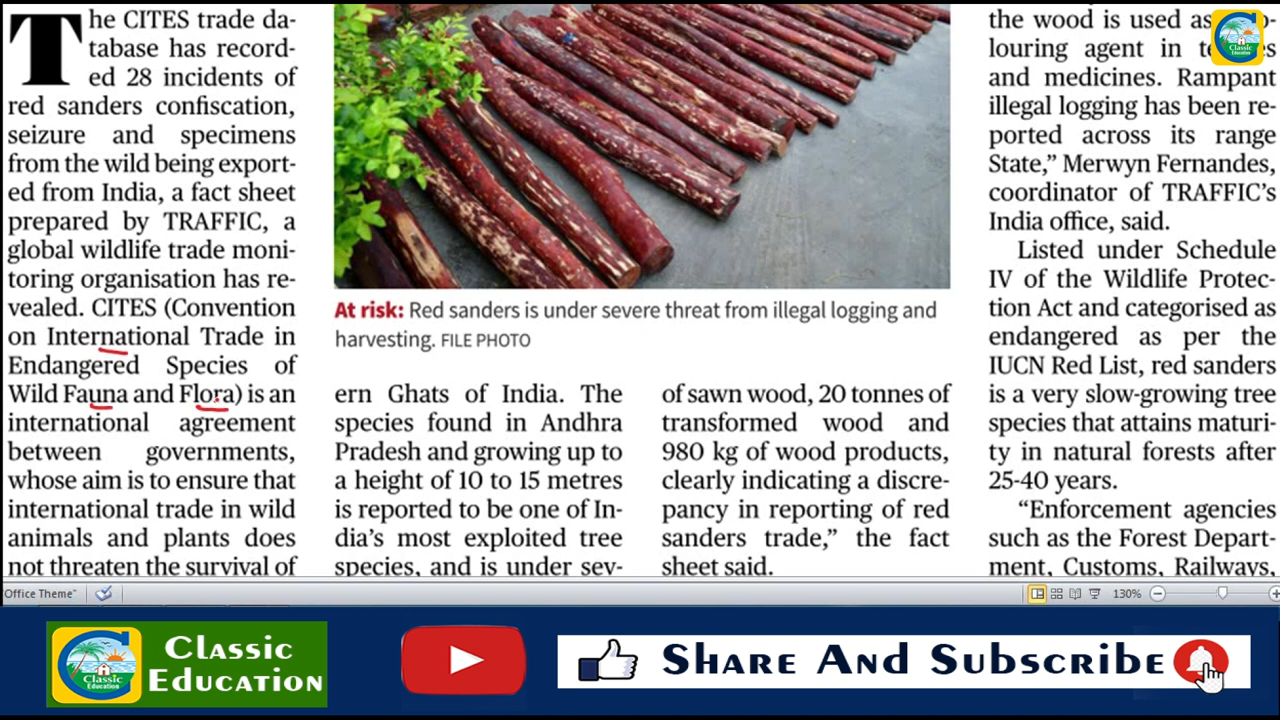 The CITES trade da-
tabase has record-
ed 28 incidents of
red sanders confiscation,
seizure and specimens
from the wild being export-
ed from India, a fact sheet
prepared by TRAFFIC, a
global wildlife trade moni-
toring organisation has re-
vealed. CITES (Convention
on International Trade in
Endangered Species of
Wild Fauna and Flora) is an
international agreement
between governments,
whose aim is to ensure that
international trade in wild
animals and plants does
not threaten the survival of
At risk: Red sanders is under severe threat from illegal logging and
harvesting. FILE PHOTO
ern Ghats of India. The
species found in Andhra
Pradesh and growing up to
a height of 10 to 15 metres
is reported to be one of In-
dia's most exploited tree
species, and is under sev-
of sawn wood, 20 tonnes of
transformed wood and
980 kg of wood products,
clearly indicating a discre-
pancy in reporting of red
sanders trade,” the fact
sheet said.
the wood is used as
louring agent in
and medicines. Rampant
illegal logging has been re-
ported across its range
State,” Merwyn Fernandes,
coordinator of TRAFFIC's
India office, said.
Listed under Schedule
IV of the Wildlife Protec-
tion Act and categorised as
endangered as per the
IUCN Red List, red sanders
is a very slow-growing tree
species that attains maturi-
ty in natural forests after
25-40 years.
“Enforcement agencies
such as the Forest Depart-
ment, Customs, Railways,
Classic
Education
Office Theme"
130%
Classic
Education
Classic
Education
Share And Subscribe